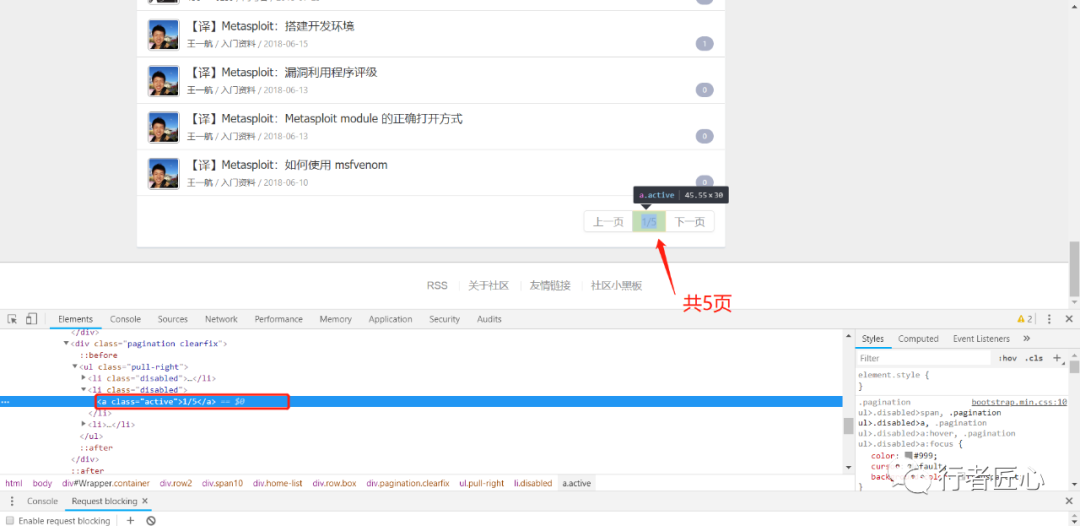 【译】Metasploit：搭建开发环境
王一航 / 入门资料 / 2018-06-15
1
【译】Metasploit：漏洞利用程序评级
王一航 / 入门资料 / 2018-06-13
0
【译】Metasploit：Metasploit module 的正确打开方式
王一航 / 入门资料 / 2018-06-13
0
【译】Metasploit：如何使用 msfvenom
王一航 / 入门资料 / 2018-06-10
0
a.active 45.55×30
上一页 1/5 下一页
共5页
RSS 关于社区 友情链接 社区小黑板
Elements Console Sources Network Performance Memory Application Security Audits 2
</div>
<div class="pagination clearfix">
::before
<ul class="pull-right">
<li class="disabled">…</li>
<li class="disabled">
<a class="active">1/5</a> == $0
</li>
<li>…</li>
</ul>
::after
</div>
::after
Styles Computed Event Listeners »
Filter :hov .cls +
element.style {
}
.pagination bootstrap.min.css:10
ul>.disabled>span, .pagination
ul>.disabled>a, .pagination
ul>.disabled>a:hover, .pagination
ul>.disabled>a:focus {
color: #999;
行者匠心
}
html body div#Wrapper.container div.row2 div.span10 div.home-list div.row.box div.pagination.clearfix ul.pull-right li.disabled a.active
Console Request blocking ×
Enable request blocking